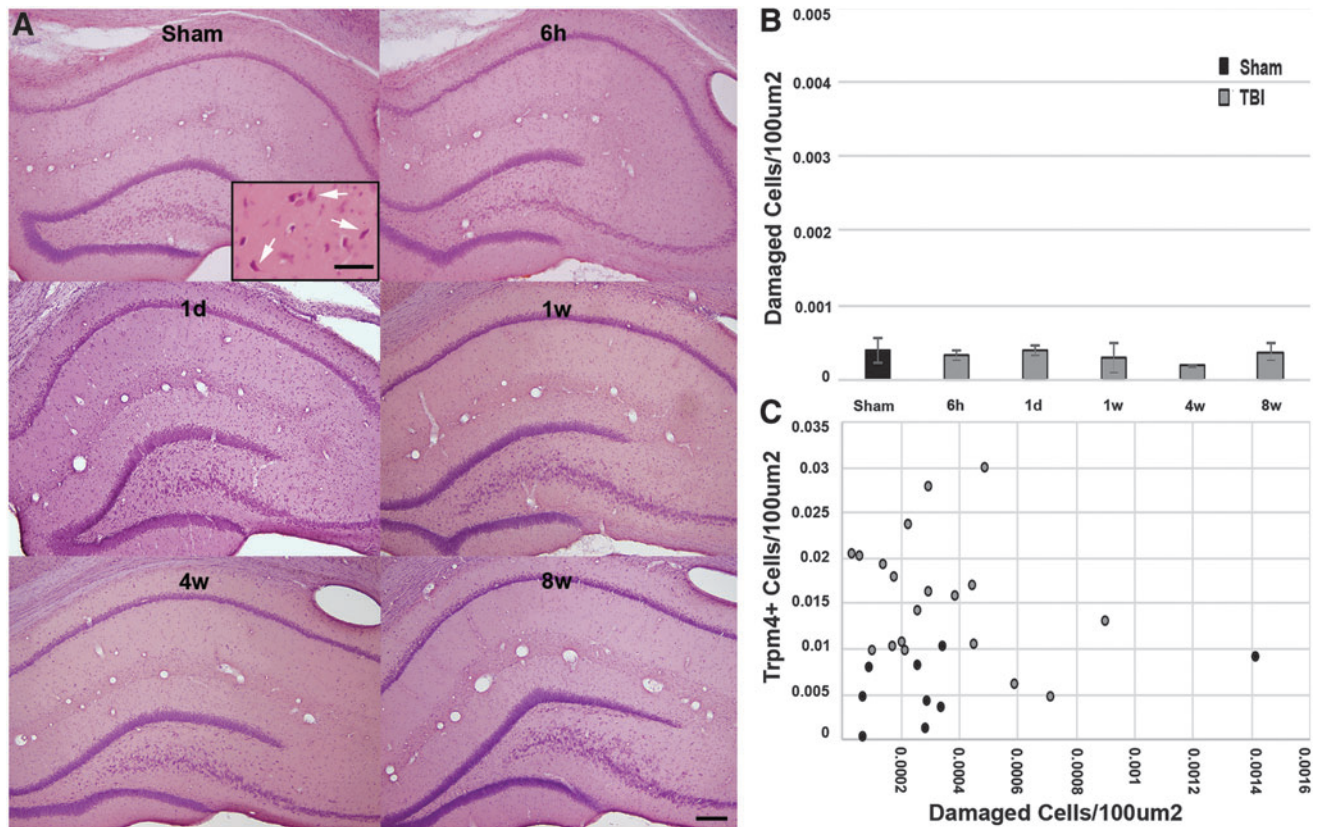 A
Sham
6h
1d
1w
4w
8w
B
0.005
0.004
0.003
0.002
0.001
0
Damaged Cells/100um2
Sham
TBI
Sham 6h 1d 1w 4w 8w
C
0.035
0.03
0.025
0.02
0.015
0.01
0.005
0
Trpm4+ Cells/100um2
0.0002 0.0004 0.0006 0.0008 0.001 0.0012 0.0014 0.0016
Damaged Cells/100um2